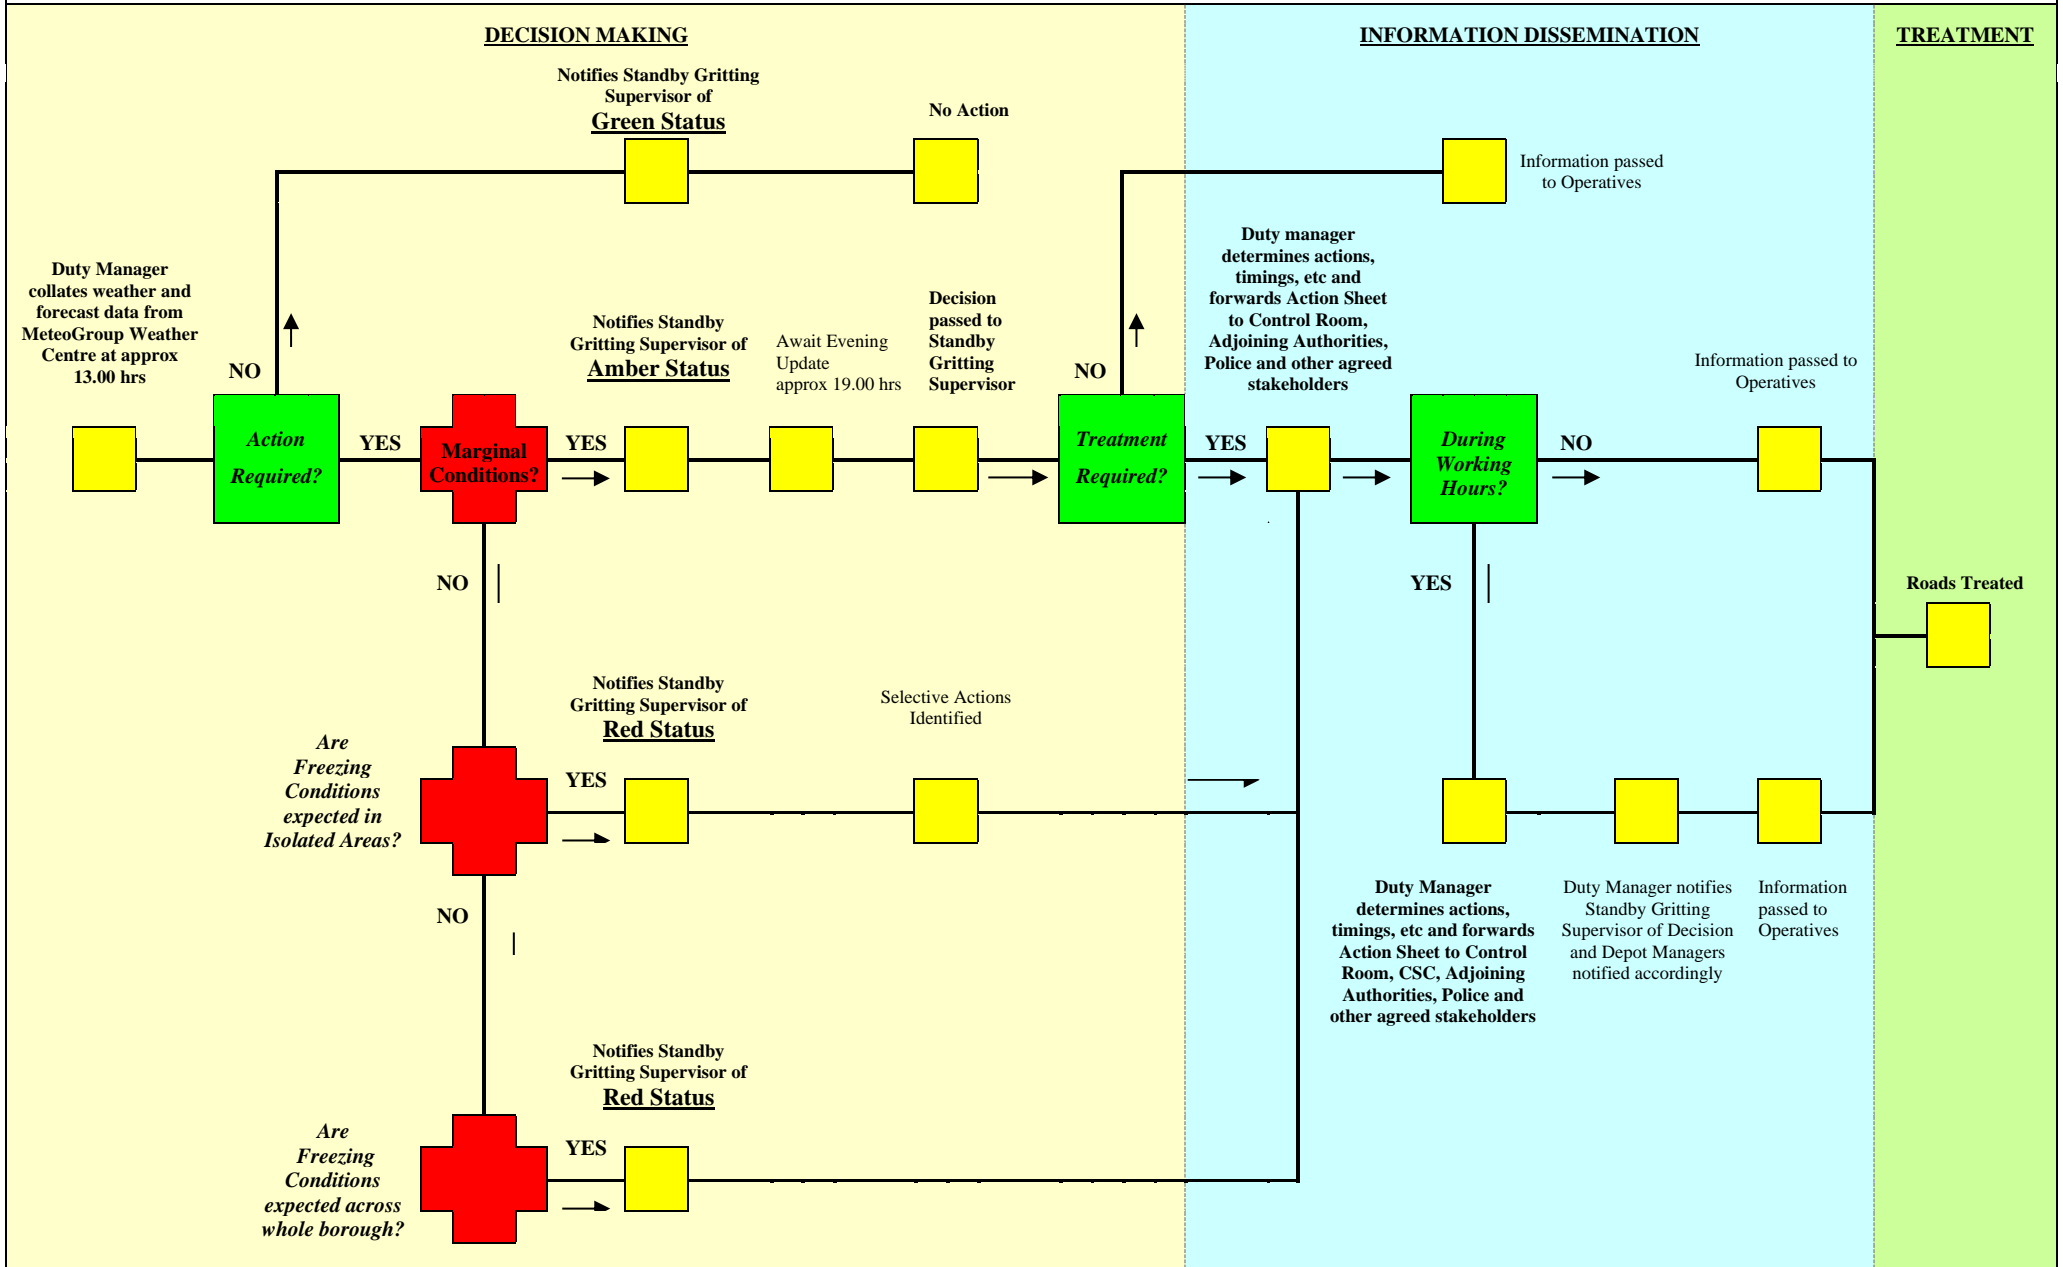 DECISION MAKING
INFORMATION DISSEMINATION
TREATMENT
Notifies Standby Gritting
Supervisor of
Green Status
No Action
Information passed
to Operatives
Duty Manager
collates weather and
forecast data from
MeteoGroup Weather
Centre at approx
13.00 hrs
NO
Action
Required?
YES
Marginal
Conditions?
YES
Notifies Standby
Gritting Supervisor of
Amber Status
Await Evening
Update
approx 19.00 hrs
Decision
passed to
Standby
Gritting
Supervisor
NO
Treatment
Required?
YES
Duty manager
determines actions,
timings, etc and
forwards Action Sheet
to Control Room,
Adjoining Authorities,
Police and other agreed
stakeholders
During
Working
Hours?
NO
Information passed to
Operatives
NO
YES
Roads Treated
Are
Freezing
Conditions
expected in
Isolated Areas?
YES
Notifies Standby
Gritting Supervisor of
Red Status
Selective Actions
Identified
NO
Duty Manager
determines actions,
timings, etc and forwards
Action Sheet to Control
Room, CSC, Adjoining
Authorities, Police and
other agreed stakeholders
Duty Manager notifies
Standby Gritting
Supervisor of Decision
and Depot Managers
notified accordingly
Information
passed to
Operatives
Are
Freezing
Conditions
expected across
whole borough?
YES
Notifies Standby
Gritting Supervisor of
Red Status